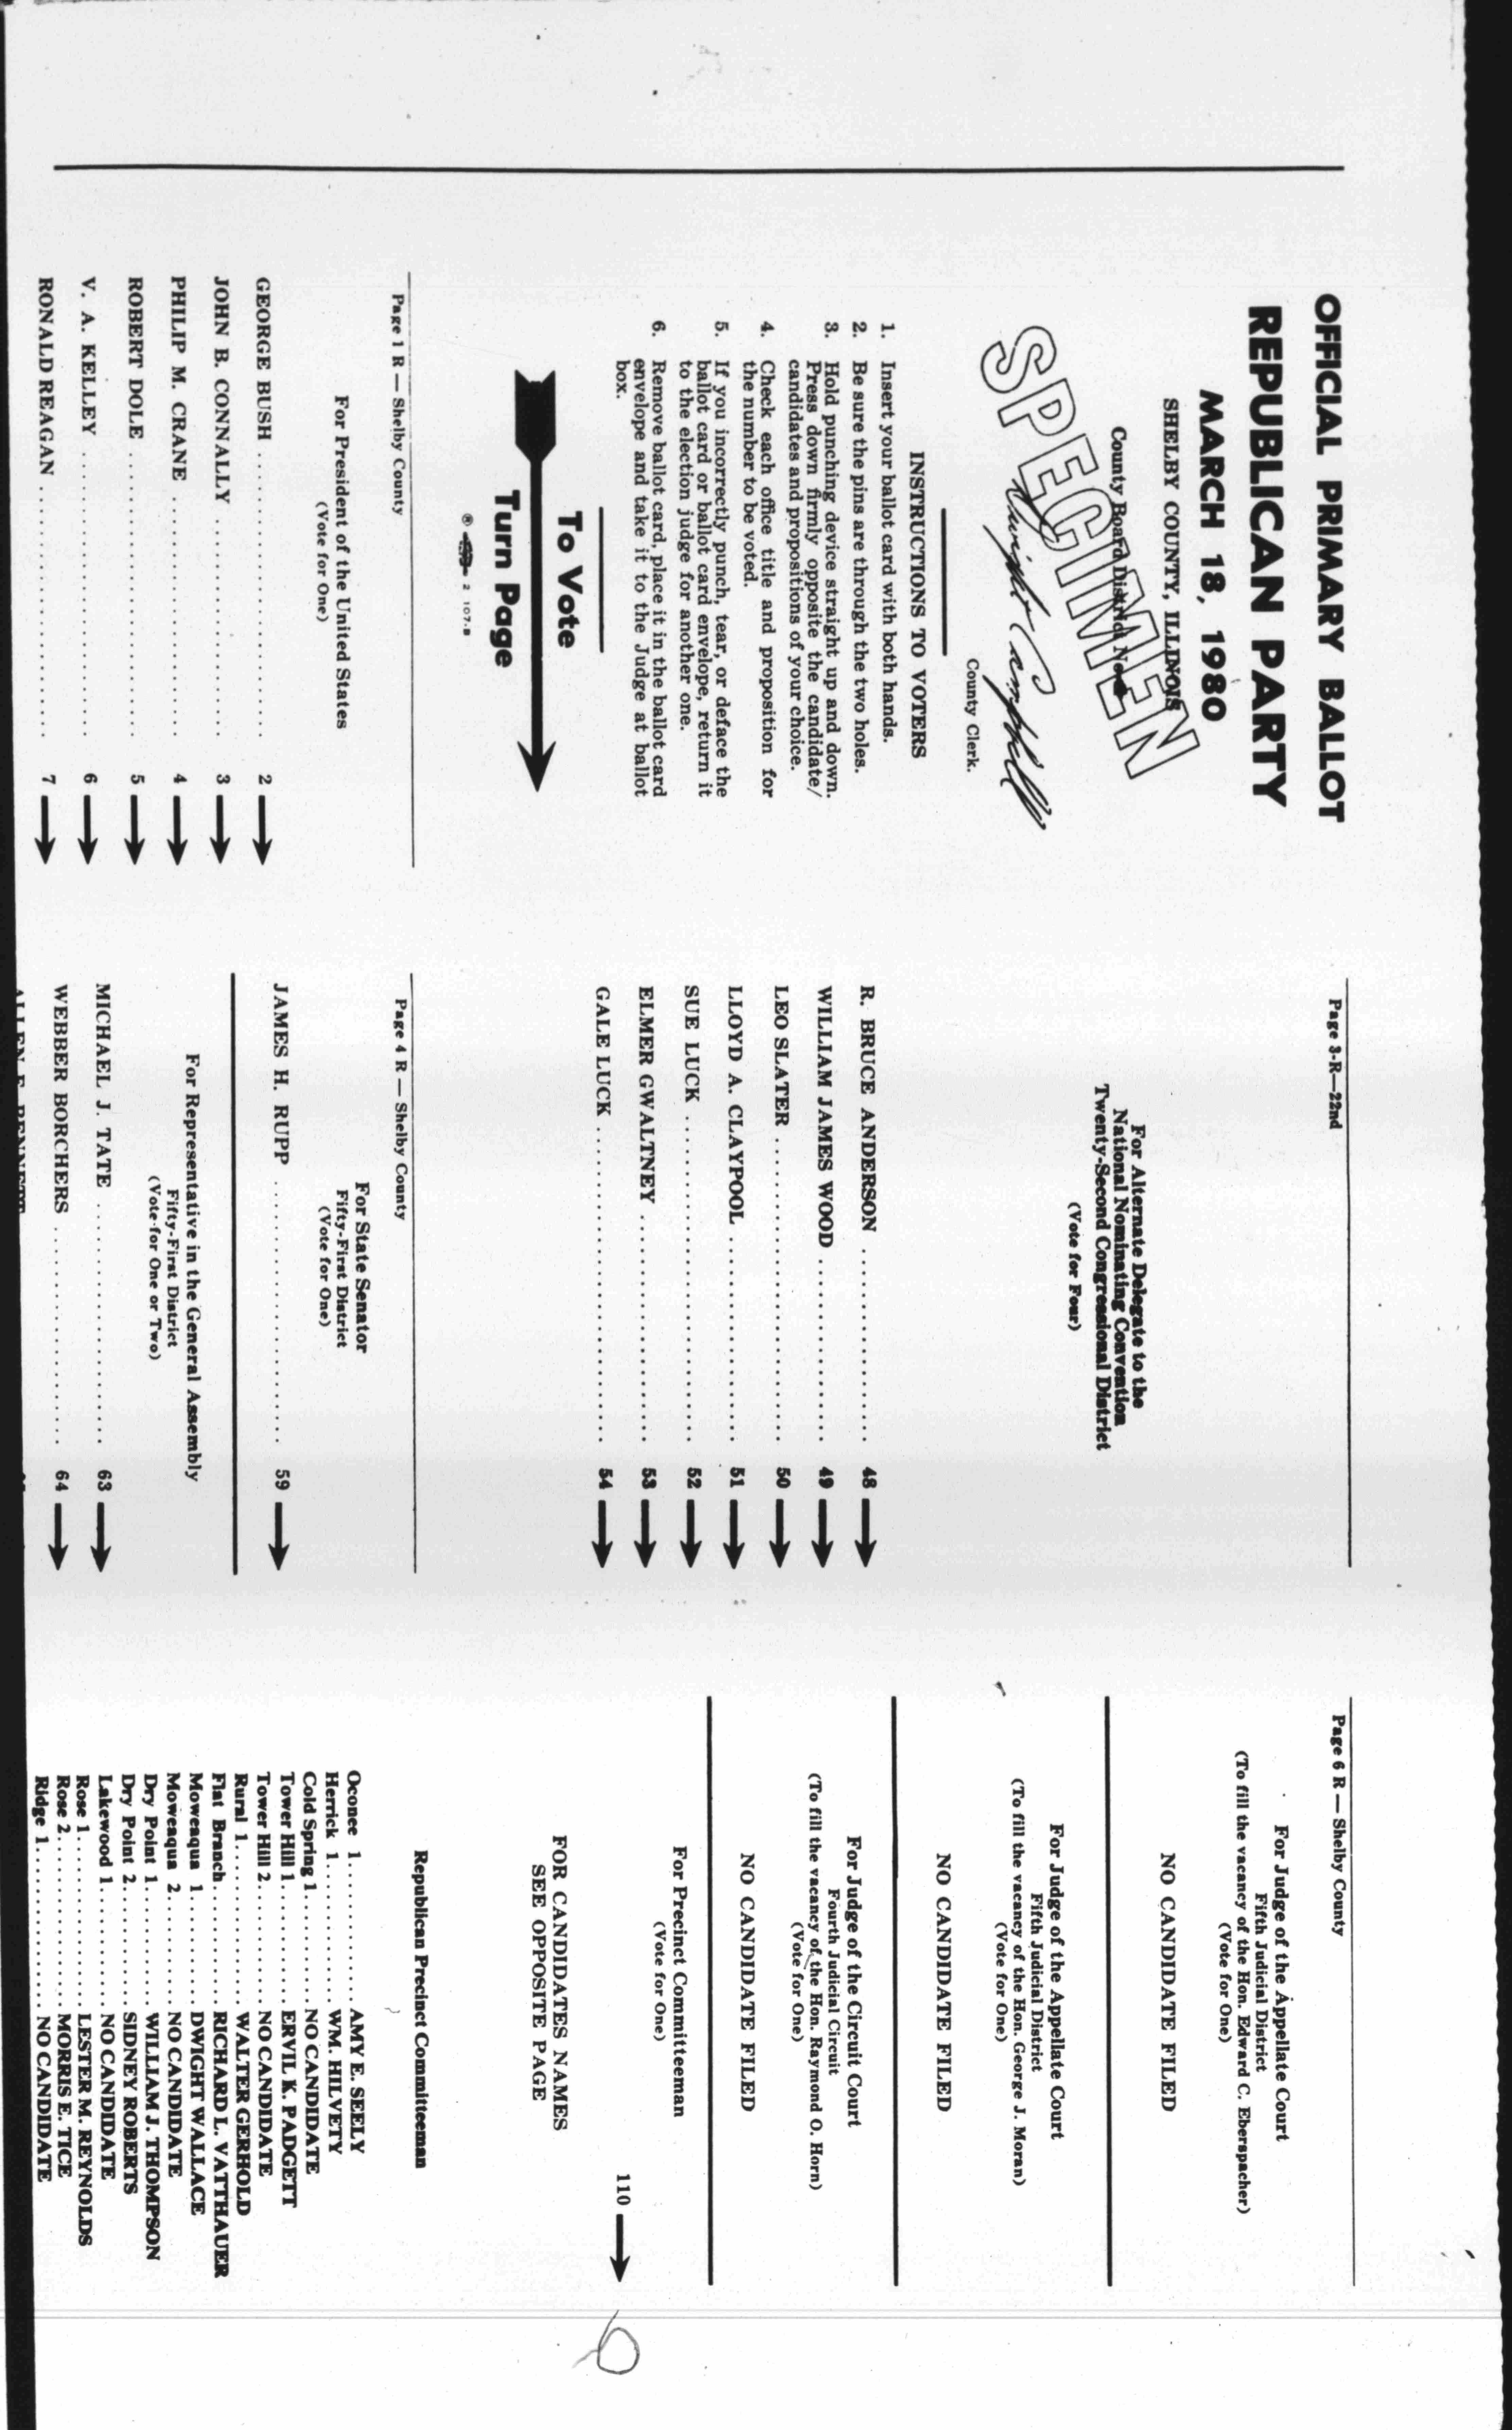 OFFICIAL PRIMARY BALLOT
REPUBLICAN PARTY
MARCH 18, 1980
SHELBY COUNTY, ILLINOIS
County Board District No.
SPECIMEN
Dwight Campbell
County Clerk.
INSTRUCTIONS TO VOTERS
1. Insert your ballot card with both hands.
2. Be sure the pins are through the two holes.
3. Hold punching device straight up and down.
Press down firmly opposite the candidate/
candidates and propositions of your choice.
4. Check each office title and proposition for
the number to be voted.
5. If you incorrectly punch, tear, or deface the
ballot card or ballot card envelope, return it
to the election judge for another one.
6. Remove ballot card, place it in the ballot card
envelope and take it to the Judge at ballot
box.
To Vote
Turn Page
® 2 107-B
Page 1 R — Shelby County
For President of the United States
(Vote for One)
GEORGE BUSH .......................... 2
JOHN B. CONNALLY .................... 3
PHILIP M. CRANE ...................... 4
ROBERT DOLE .......................... 5
V. A. KELLEY .......................... 6
RONALD REAGAN ....................... 7
Page 3-R—22nd
For Alternate Delegate to the
National Nominating Convention
Twenty-Second Congressional District
(Vote for Four)
R. BRUCE ANDERSON ................ 48
WILLIAM JAMES WOOD ............... 49
LEO SLATER .......................... 50
LLOYD A. CLAYPOOL ................. 51
SUE LUCK ............................ 52
ELMER GWALTNEY .................... 53
GALE LUCK ........................... 54
Page 4 R — Shelby County
For State Senator
Fifty-First District
(Vote for One)
JAMES H. RUPP ....................... 59
For Representative in the General Assembly
Fifty-First District
(Vote for One or Two)
MICHAEL J. TATE ..................... 63
WEBBER BORCHERS ................... 64
Page 6 R — Shelby County
For Judge of the Appellate Court
Fifth Judicial District
(To fill the vacancy of the Hon. Edward C. Eberspacher)
(Vote for One)
NO CANDIDATE FILED
For Judge of the Appellate Court
Fifth Judicial District
(To fill the vacancy of the Hon. George J. Moran)
(Vote for One)
NO CANDIDATE FILED
For Judge of the Circuit Court
Fourth Judicial Circuit
(To fill the vacancy of the Hon. Raymond O. Horn)
(Vote for One)
NO CANDIDATE FILED
For Precinct Committeeman
(Vote for One)
110
FOR CANDIDATES NAMES
SEE OPPOSITE PAGE
Republican Precinct Committeeman
Oconee 1............ AMY E. SEELY
Herrick 1............ WM. HILVETY
Cold Spring 1......... NO CANDIDATE
Tower Hill 1.......... ERVIL K. PADGETT
Tower Hill 2.......... NO CANDIDATE
Rural 1.............. WALTER GERHOLD
Flat Branch.......... RICHARD L. VATTHAUER
Moweaqua 1......... DWIGHT WALLACE
Moweaqua 2......... NO CANDIDATE
Dry Point 1.......... WILLIAM J. THOMPSON
Dry Point 2.......... SIDNEY ROBERTS
Lakewood 1.......... NO CANDIDATE
Rose 1............... LESTER M. REYNOLDS
Rose 2............... MORRIS E. TICE
Ridge 1.............. NO CANDIDATE